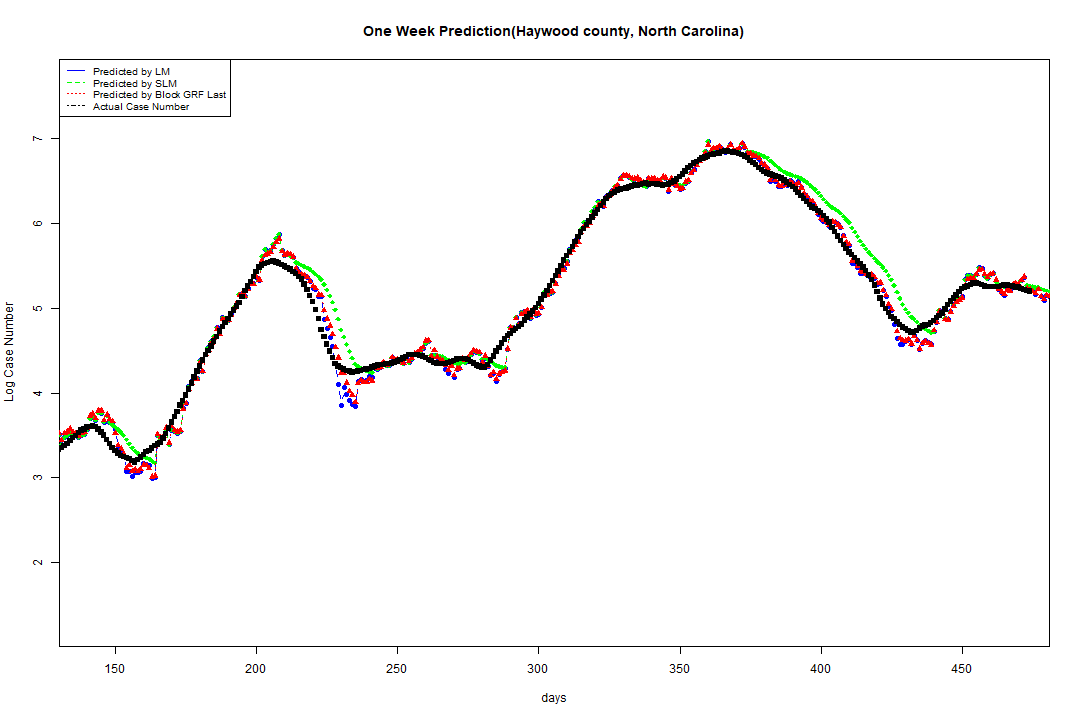 One Week Prediction(Haywood county, North Carolina)
Predicted by LM
Predicted by SLM
Predicted by Block GRF Last
Actual Case Number
7
6
5
4
3
2
Log Case Number
150 200 250 300 350 400 450
days